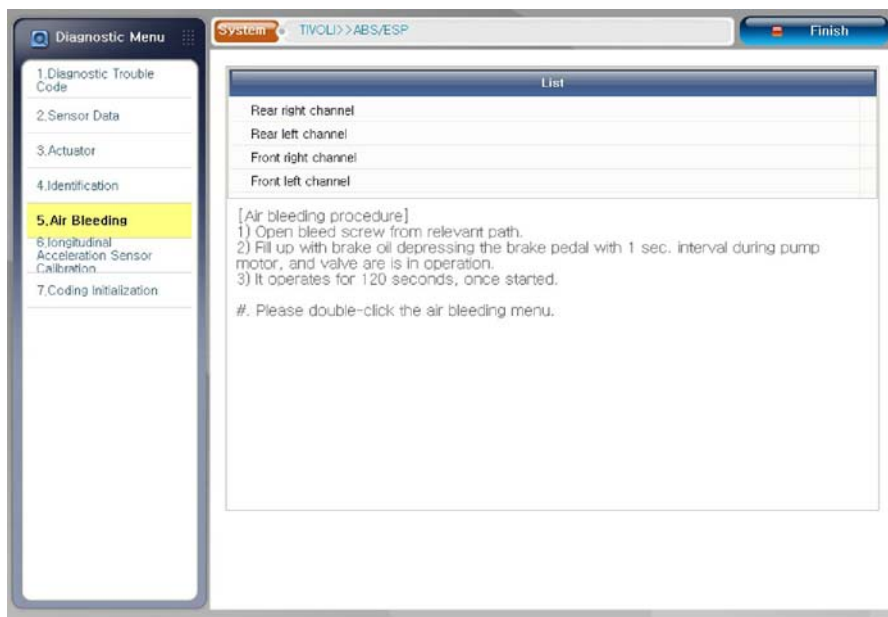 Diagnostic Menu
System
TIVOLI>>ABS/ESP
Finish
1.Diagnostic Trouble
Code
2.Sensor Data
3.Actuator
4.Identification
5.Air Bleeding
6.longitudinal
Acceleration Sensor
Calibration
7.Coding Initialization
List
Rear right channel
Rear left channel
Front right channel
Front left channel
[Air bleeding procedure]
1) Open bleed screw from relevant path.
2) Fill up with brake oil depressing the brake pedal with 1 sec. interval during pump
motor, and valve are is in operation.
3) It operates for 120 seconds, once started.
#. Please double-click the air bleeding menu.